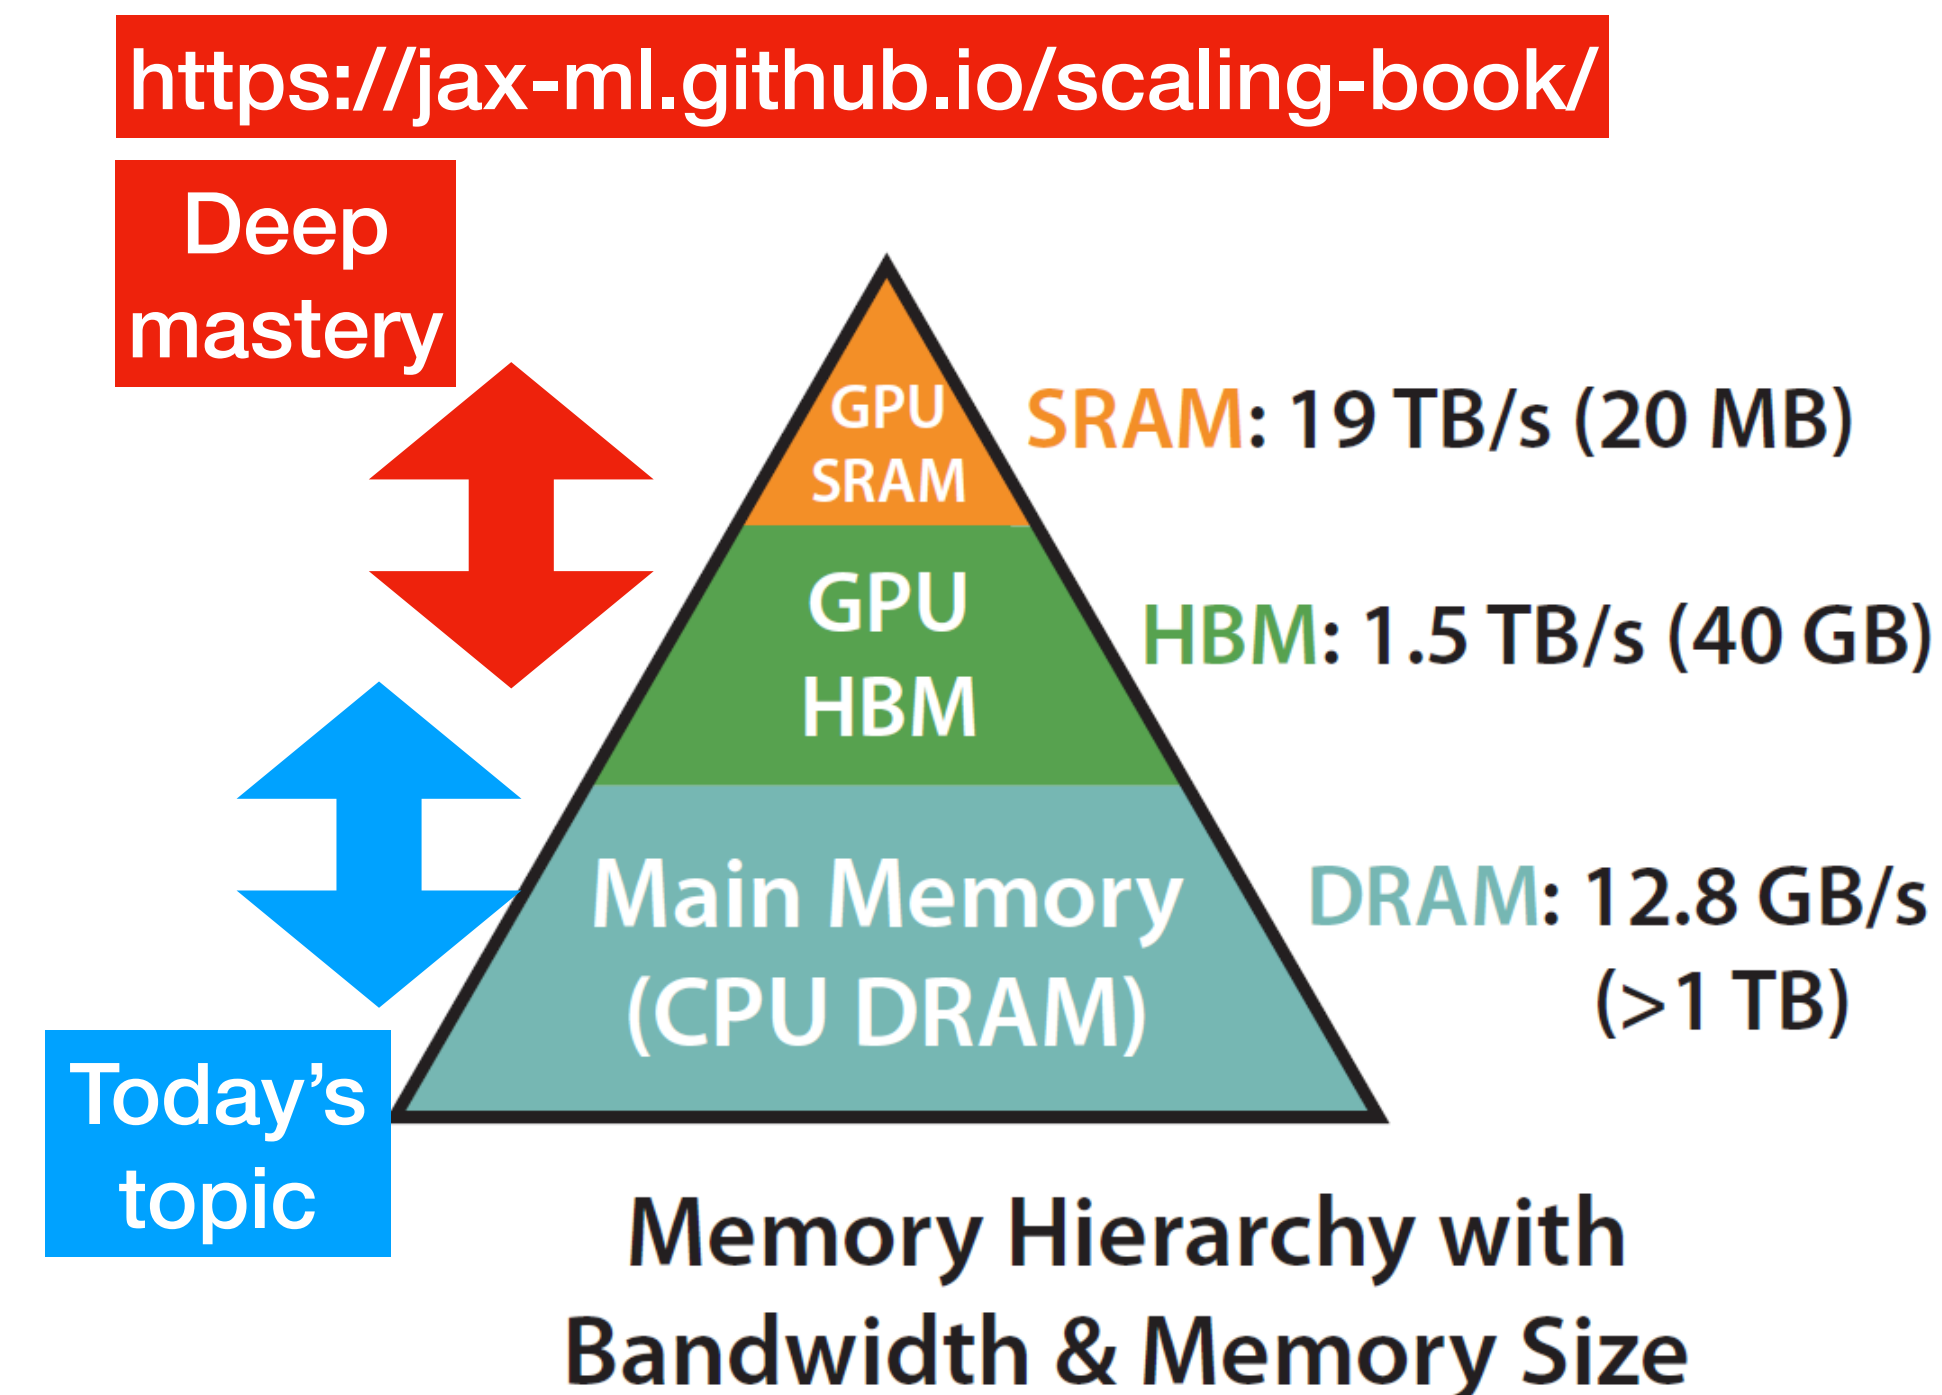 https://jax-ml.github.io/scaling-book/
Deep
mastery
GPU
SRAM
SRAM: 19 TB/s (20 MB)
GPU
HBM
HBM: 1.5 TB/s (40 GB)
Main Memory
(CPU DRAM)
DRAM: 12.8 GB/s
(>1 TB)
Today’s
topic
Memory Hierarchy with
Bandwidth & Memory Size